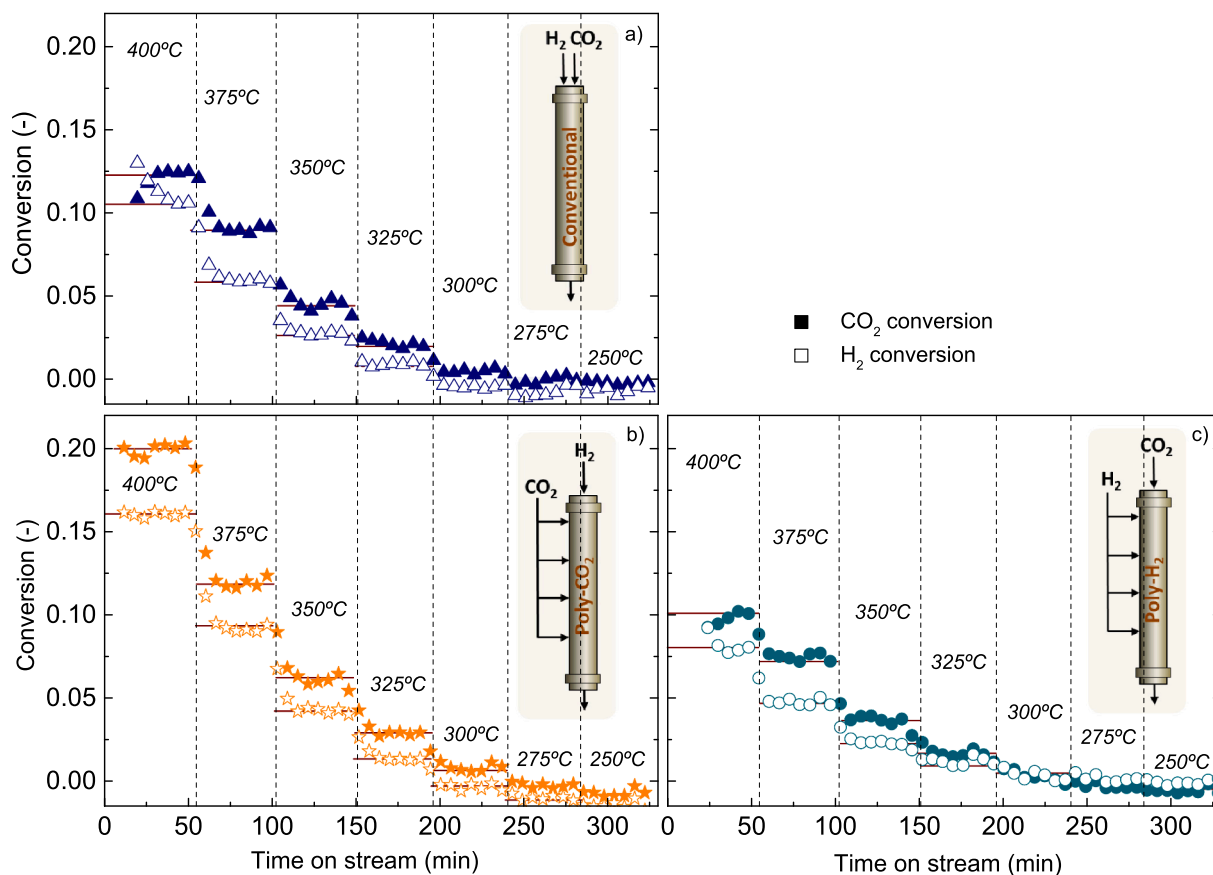 a)
H2 CO2
0.20
400ºC
375ºC
0.15
350ºC
Conventional
Conversion (-)
0.10
325ºC
300ºC
0.05
275ºC
250ºC
0.00
CO2 conversion
H2 conversion
b)
H2
CO2
0.20
400ºC
0.15
375ºC
Poly-CO2
Conversion (-)
0.10
350ºC
325ºC
0.05
300ºC
275ºC
250ºC
0.00
0 50 100 150 200 250 300
Time on stream (min)
c)
CO2
H2
400ºC
375ºC
Poly-H2
350ºC
325ºC
300ºC
275ºC
250ºC
0 50 100 150 200 250 300
Time on stream (min)